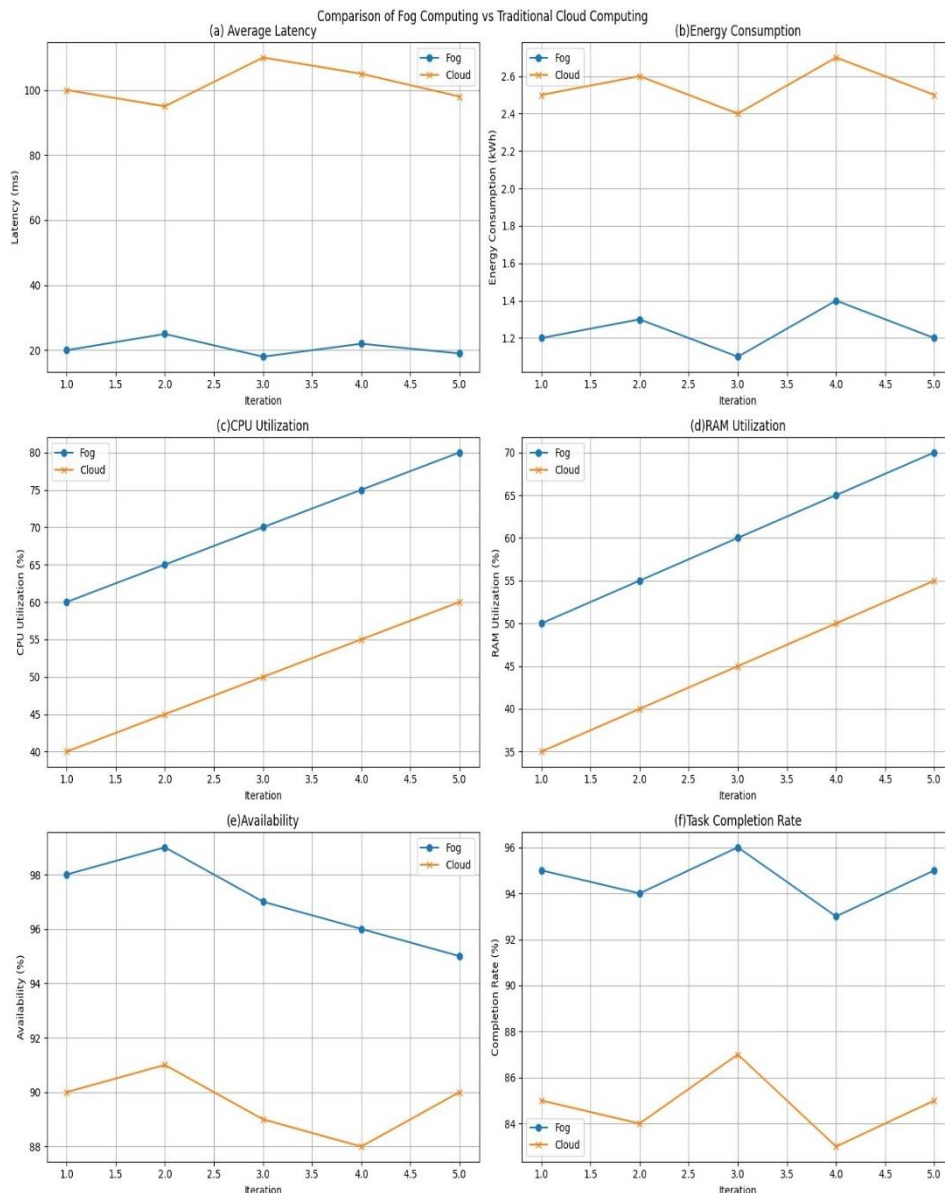 Comparison of Fog Computing vs Traditional Cloud Computing
(a) Average Latency
Fog
Cloud
Latency (ms)
100
80
60
40
20
1.0 1.5 2.0 2.5 3.0 3.5 4.0 4.5 5.0
Iteration
(b)Energy Consumption
Fog
Cloud
Energy Consumption (kWh)
2.6
2.4
2.2
2.0
1.8
1.6
1.4
1.2
1.0 1.5 2.0 2.5 3.0 3.5 4.0 4.5 5.0
Iteration
(c)CPU Utilization
Fog
Cloud
CPU Utilization (%)
80
75
70
65
60
55
50
45
40
1.0 1.5 2.0 2.5 3.0 3.5 4.0 4.5 5.0
Iteration
(d)RAM Utilization
Fog
Cloud
RAM Utilization (%)
70
65
60
55
50
45
40
35
1.0 1.5 2.0 2.5 3.0 3.5 4.0 4.5 5.0
Iteration
(e)Availability
Fog
Cloud
Availability (%)
98
96
94
92
90
88
1.0 1.5 2.0 2.5 3.0 3.5 4.0 4.5 5.0
Iteration
(f)Task Completion Rate
Completion Rate (%)
96
94
92
90
88
86
84
Fog
Cloud
1.0 1.5 2.0 2.5 3.0 3.5 4.0 4.5 5.0
Iteration